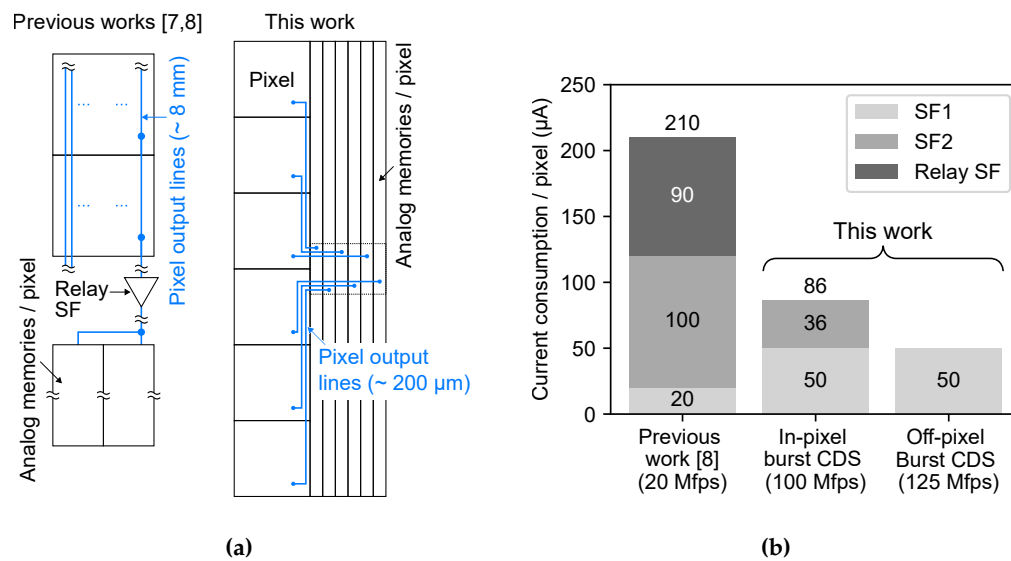 Previous works [7,8]
This work
Pixel
Pixel output lines (~ 8 mm)
Relay
SF
Analog memories / pixel
Analog memories / pixel
Pixel output
lines (~ 200 µm)
(a)
Current consumption / pixel (µA)
250
200
150
100
50
0
SF1
SF2
Relay SF
210
90
100
20
This work
86
36
50
50
Previous
work [8]
(20 Mfps)
In-pixel
burst CDS
(100 Mfps)
Off-pixel
Burst CDS
(125 Mfps)
(b)